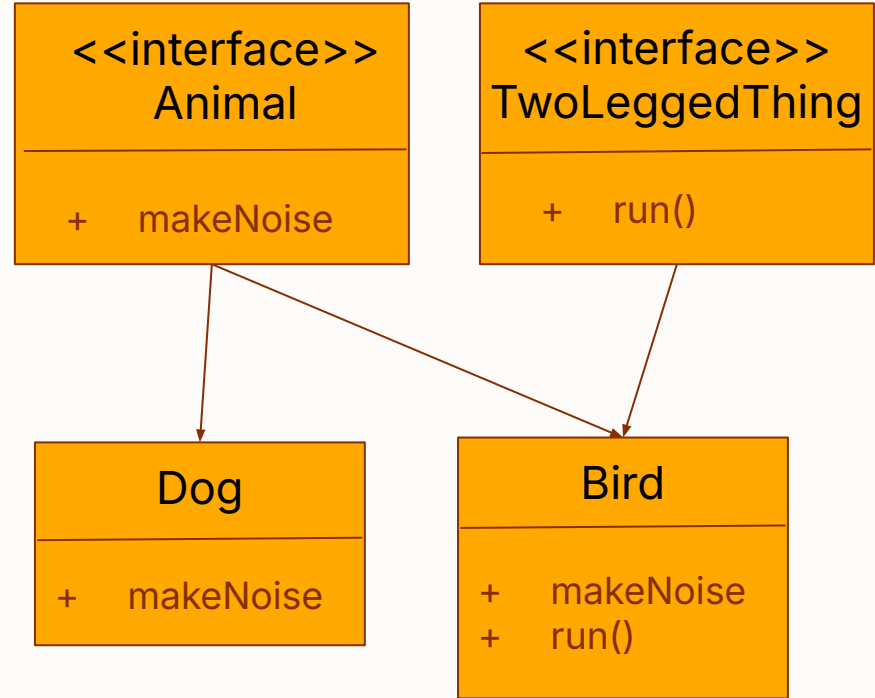 <<interface>>
Animal
+ makeNoise
<<interface>>
TwoLeggedThing
+ run()
Dog
+ makeNoise
Bird
+ makeNoise
+ run()